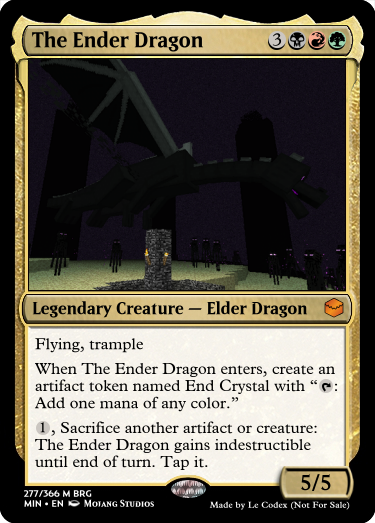 The Ender Dragon 3
Legendary Creature — Elder Dragon
Flying, trample
When The Ender Dragon enters, create an
artifact token named End Crystal with “:
Add one mana of any color.”
1, Sacrifice another artifact or creature:
The Ender Dragon gains indestructible
until end of turn. Tap it.
5/5
277/366 M BRG
MIN • EN Mojang Studios
Made by Le Codex (Not For Sale)